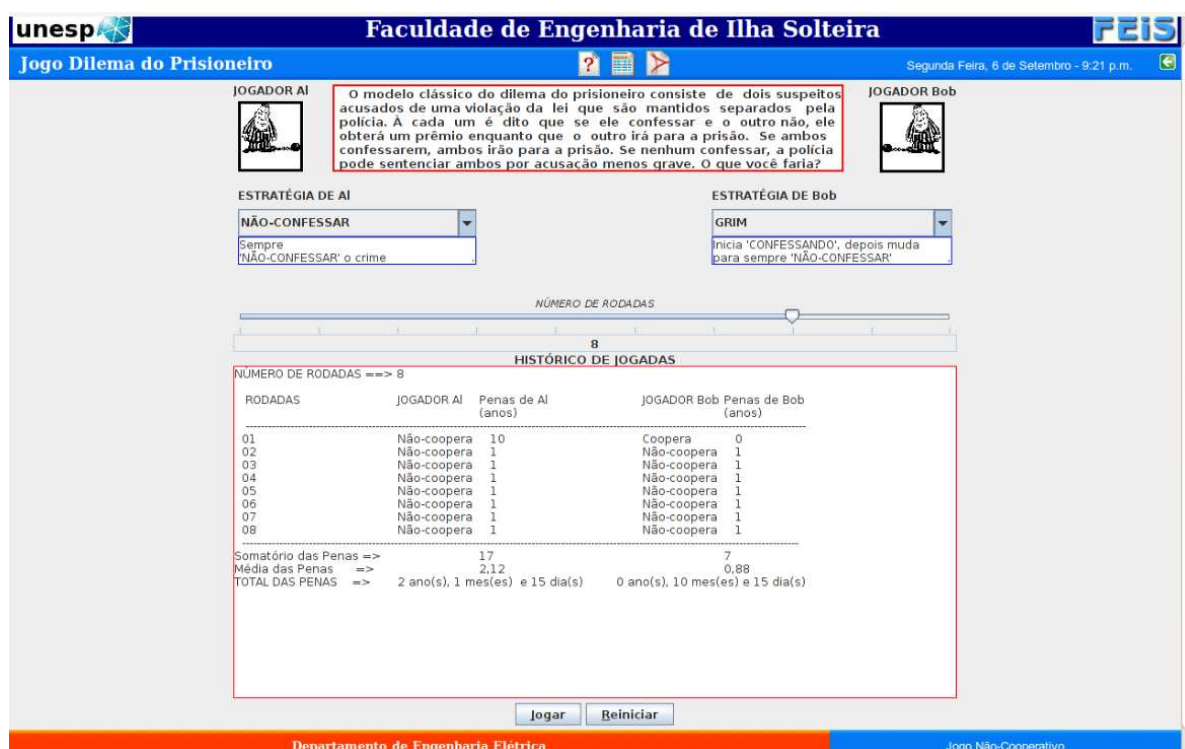 unesp
Faculdade de Engenharia de Ilha Solteira
FEIS
Jogo Dilema do Prisioneiro
?
Segunda Feira, 6 de Setembro - 9:21 p.m.
JOGADOR Al
O modelo clássico do dilema do prisioneiro consiste de dois suspeitos
acusados de uma violação da lei que são mantidos separados pela
polícia. À cada um é dito que se ele confessar e o outro não, ele
obterá um prêmio enquanto que o outro irá para a prisão. Se ambos
confessarem, ambos irão para a prisão. Se nenhum confessar, a polícia
pode sentenciar ambos por acusação menos grave. O que você faria?
JOGADOR Bob
ESTRATÉGIA DE Al
ESTRATÉGIA DE Bob
NÃO-CONFESSAR
GRIM
Sempre
'NÃO-CONFESSAR' o crime .
Inicia 'CONFESSANDO', depois muda
para sempre 'NÃO-CONFESSAR' .
NÚMERO DE RODADAS
8
HISTÓRICO DE JOGADAS
NÚMERO DE RODADAS ==> 8
RODADAS JOGADOR Al Penas de Al JOGADOR Bob Penas de Bob
(anos) (anos)
01 Não-coopera 10 Coopera 0
02 Não-coopera 1 Não-coopera 1
03 Não-coopera 1 Não-coopera 1
04 Não-coopera 1 Não-coopera 1
05 Não-coopera 1 Não-coopera 1
06 Não-coopera 1 Não-coopera 1
07 Não-coopera 1 Não-coopera 1
08 Não-coopera 1 Não-coopera 1
Somatório das Penas => 17 7
Média das Penas => 2,12 0,88
TOTAL DAS PENAS => 2 ano(s), 1 mes(es) e 15 dia(s) 0 ano(s), 10 mes(es) e 15 dia(s)
Jogar
Reiniciar
Departamento de Engenharia Elétrica
Jogo Não-Cooperativo